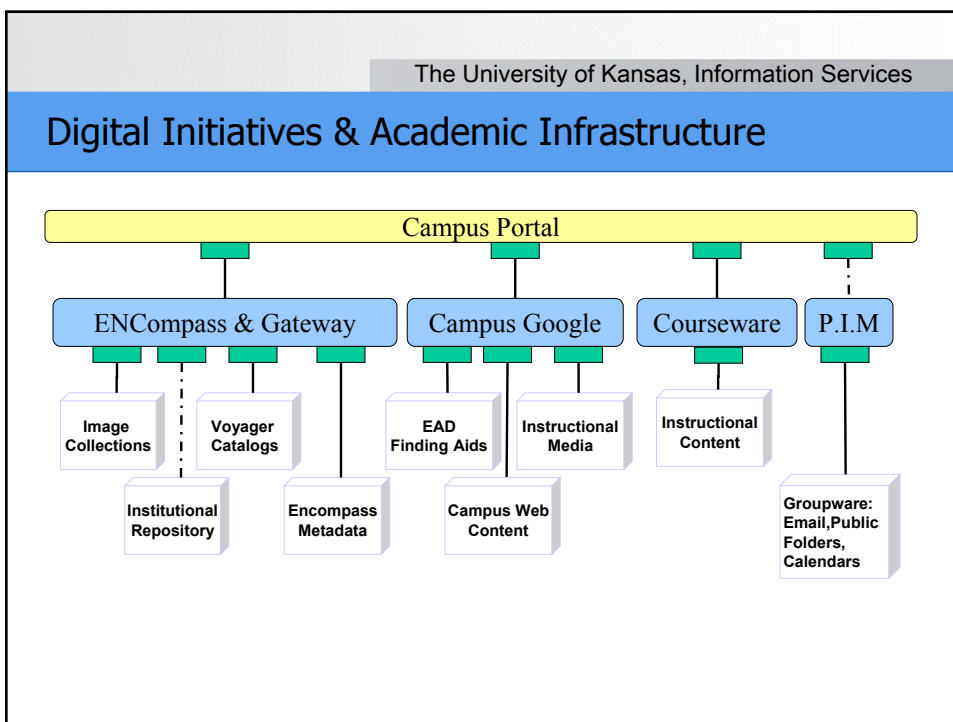 The University of Kansas, Information Services
Digital Initiatives & Academic Infrastructure
Campus Portal
ENCompass & Gateway
Campus Google
Courseware
P.I.M
Image
Collections
Voyager
Catalogs
EAD
Finding Aids
Instructional
Media
Instructional
Content
Institutional
Repository
Encompass
Metadata
Campus Web
Content
Groupware:
Email,Public
Folders,
Calendars